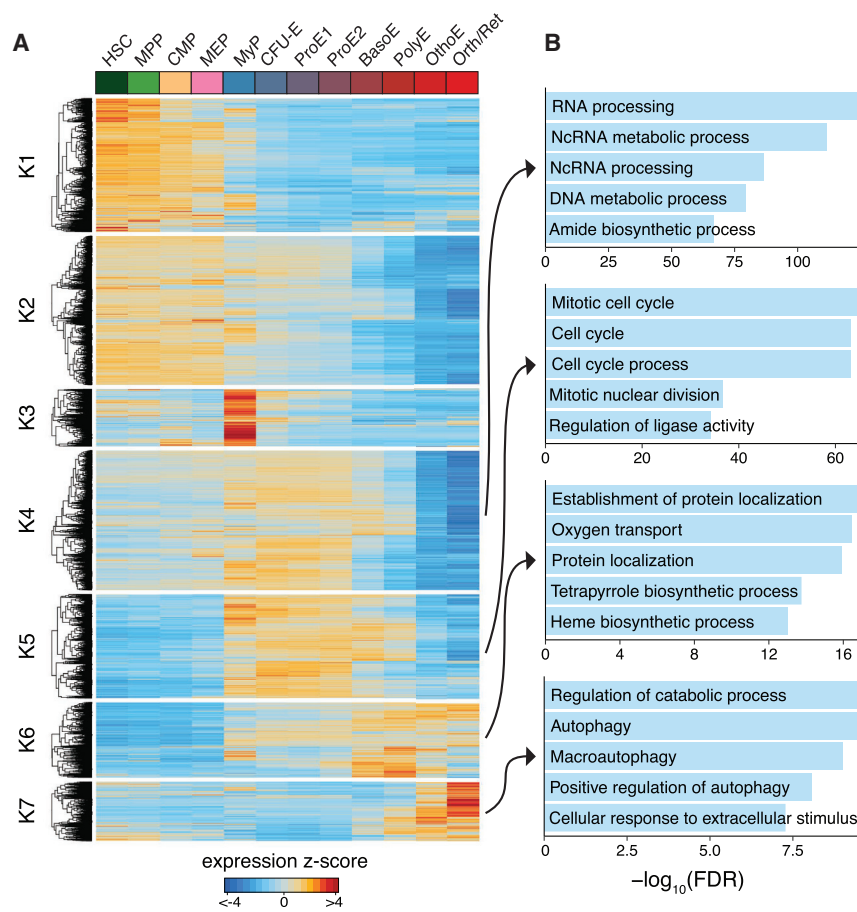 A
B
HSC
MPP
CMP
MEP
MyP
CFU-E
ProE1
ProE2
BasoE
PolyE
OthoE
Orth/Ret
K1
K2
K3
K4
K5
K6
K7
expression z-score
<-4 0 >4
RNA processing
NcRNA metabolic process
NcRNA processing
DNA metabolic process
Amide biosynthetic process
0 25 50 75 100
Mitotic cell cycle
Cell cycle
Cell cycle process
Mitotic nuclear division
Regulation of ligase activity
0 20 40 60
Establishment of protein localization
Oxygen transport
Protein localization
Tetrapyrrole biosynthetic process
Heme biosynthetic process
0 4 8 12 16
Regulation of catabolic process
Autophagy
Macroautophagy
Positive regulation of autophagy
Cellular response to extracellular stimulus
0 2.5 5.0 7.5
−log10(FDR)